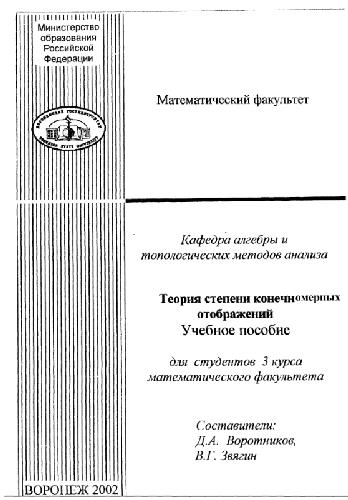 Министерство
образования
Российской
Федерации
Математический факультет
Кафедра алгебры и
топологических методов анализа
Теория степени конечномерных
отображений
Учебное пособие
для студентов 3 курса
математического факультета
Составители:
Д.А. Воротников,
В.Г. Звягин
ВОРОНЕЖ 2002